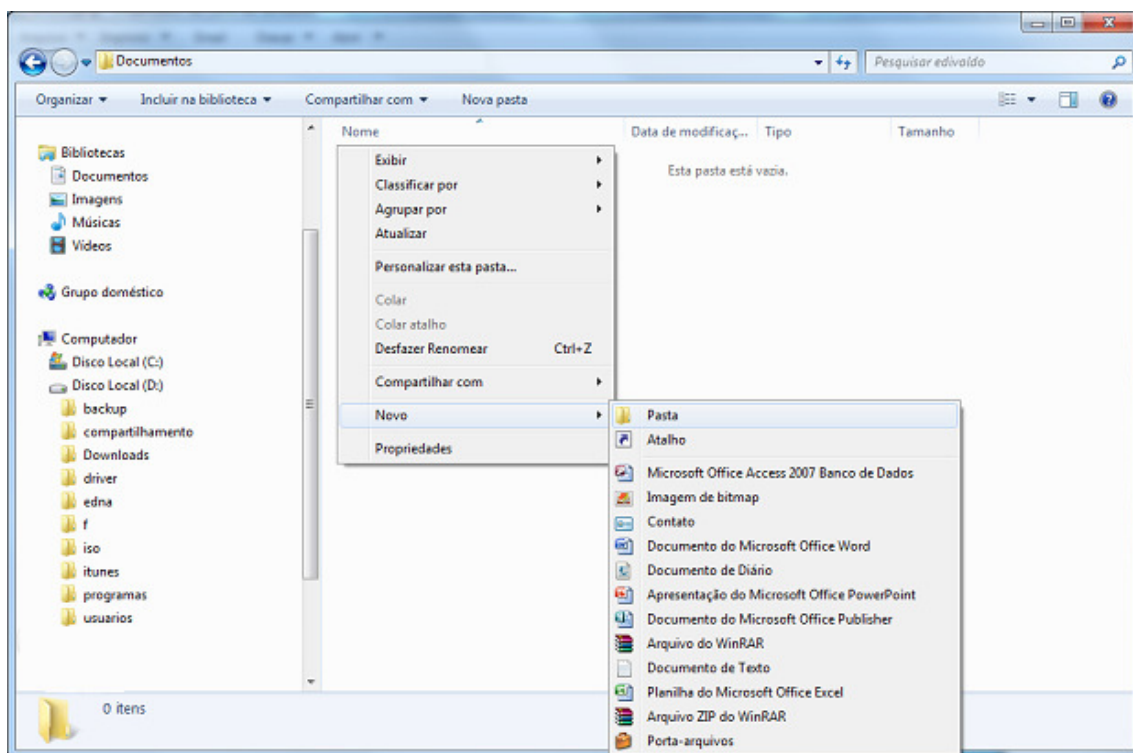 Documentos
Pesquisar edivaldo
Organizar
Incluir na biblioteca
Compartilhar com
Nova pasta
Nome
Data de modificaç...
Tipo
Tamanho
Esta pasta está vazia.
Bibliotecas
Documentos
Imagens
Músicas
Vídeos
Grupo doméstico
Computador
Disco Local (C:)
Disco Local (D:)
backup
compartilhamento
Downloads
driver
edna
f
iso
itunes
programas
usuarios
Exibir
Classificar por
Agrupar por
Atualizar
Personalizar esta pasta...
Colar
Colar atalho
Desfazer Renomear Ctrl+Z
Compartilhar com
Novo
Propriedades
Pasta
Atalho
Microsoft Office Access 2007 Banco de Dados
Imagem de bitmap
Contato
Documento do Microsoft Office Word
Documento de Diário
Apresentação do Microsoft Office PowerPoint
Documento do Microsoft Office Publisher
Arquivo do WinRAR
Documento de Texto
Planilha do Microsoft Office Excel
Arquivo ZIP do WinRAR
Porta-arquivos
0 itens